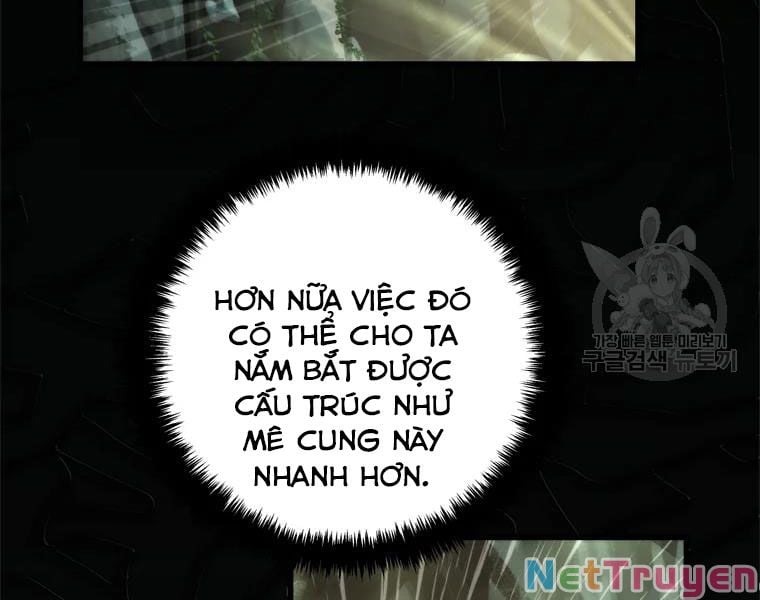 가장 빠른 웹툰 미리보기
구글검색 뉴토끼
HƠN NỮA VIỆC ĐÓ
CÓ THỂ CHO TA
NẮM BẮT ĐƯỢC
CẤU TRÚC NHƯ
MÊ CUNG NÀY
NHANH HƠN.
NetTruyen